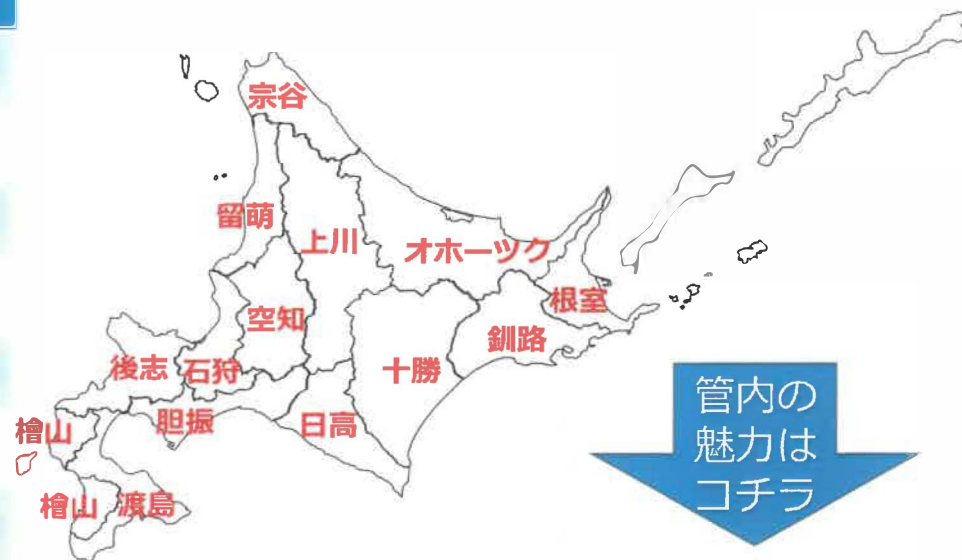 宗谷
留萌
上川
オホーツク
空知
根室
釧路
後志
石狩
十勝
檜山
胆振
日高
檜山
渡島
管内の
魅力は
コチラ